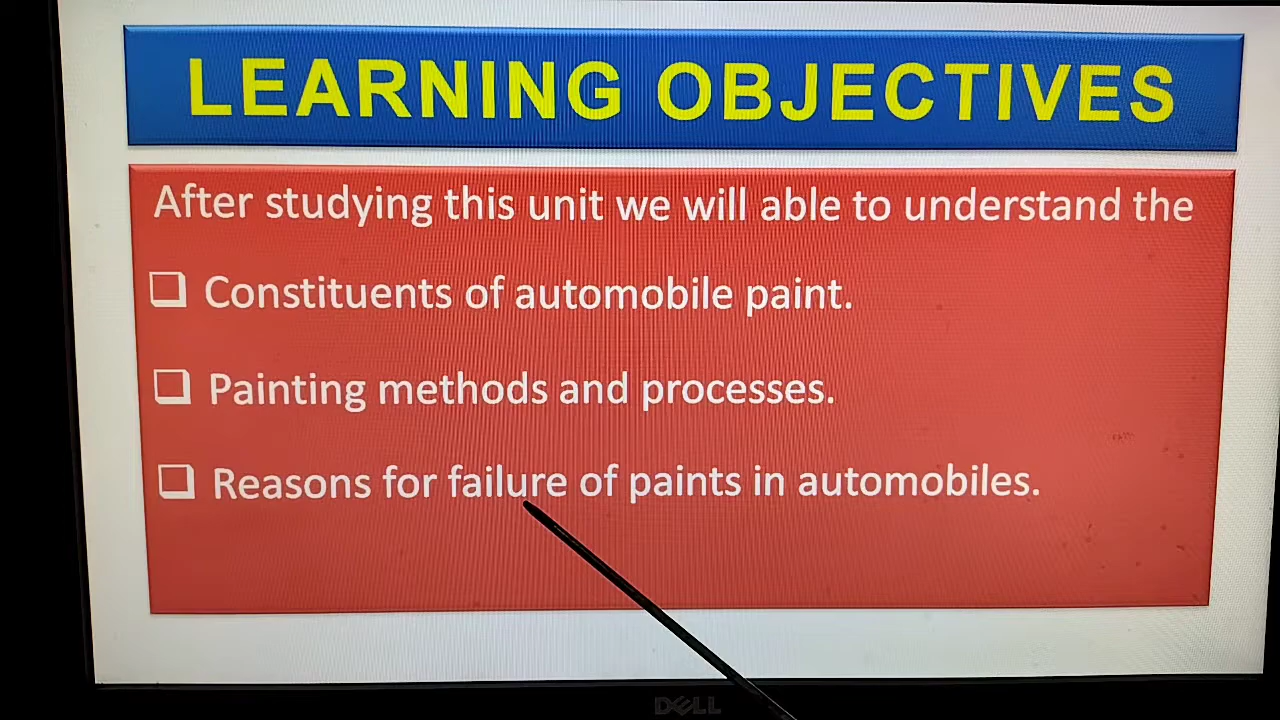 LEARNING OBJECTIVES
After studying this unit we will able to understand the
Constituents of automobile paint.
Painting methods and processes.
Reasons for failure of paints in automobiles.
DELL